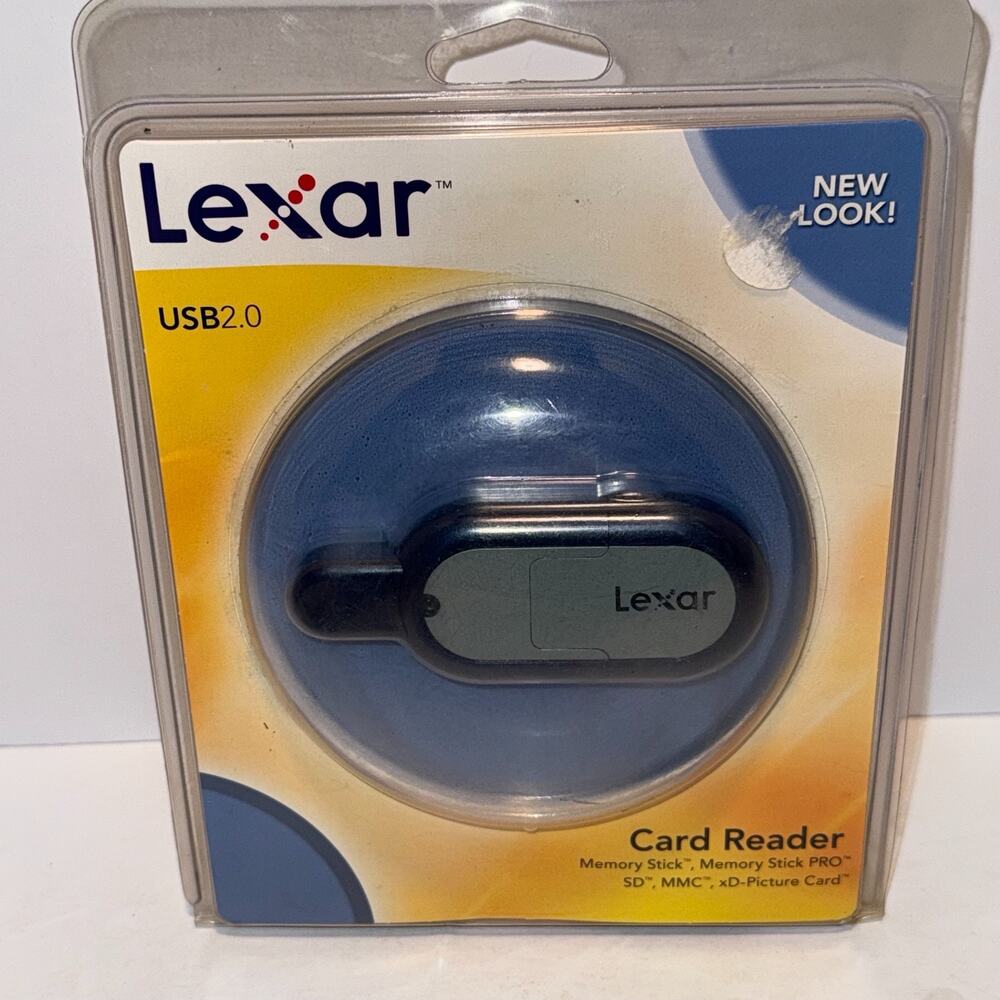 Lexar™
NEW
LOOK!
USB2.0
Lexar
Card Reader
Memory Stick™, Memory Stick PRO™
SD™, MMC™, xD-Picture Card™